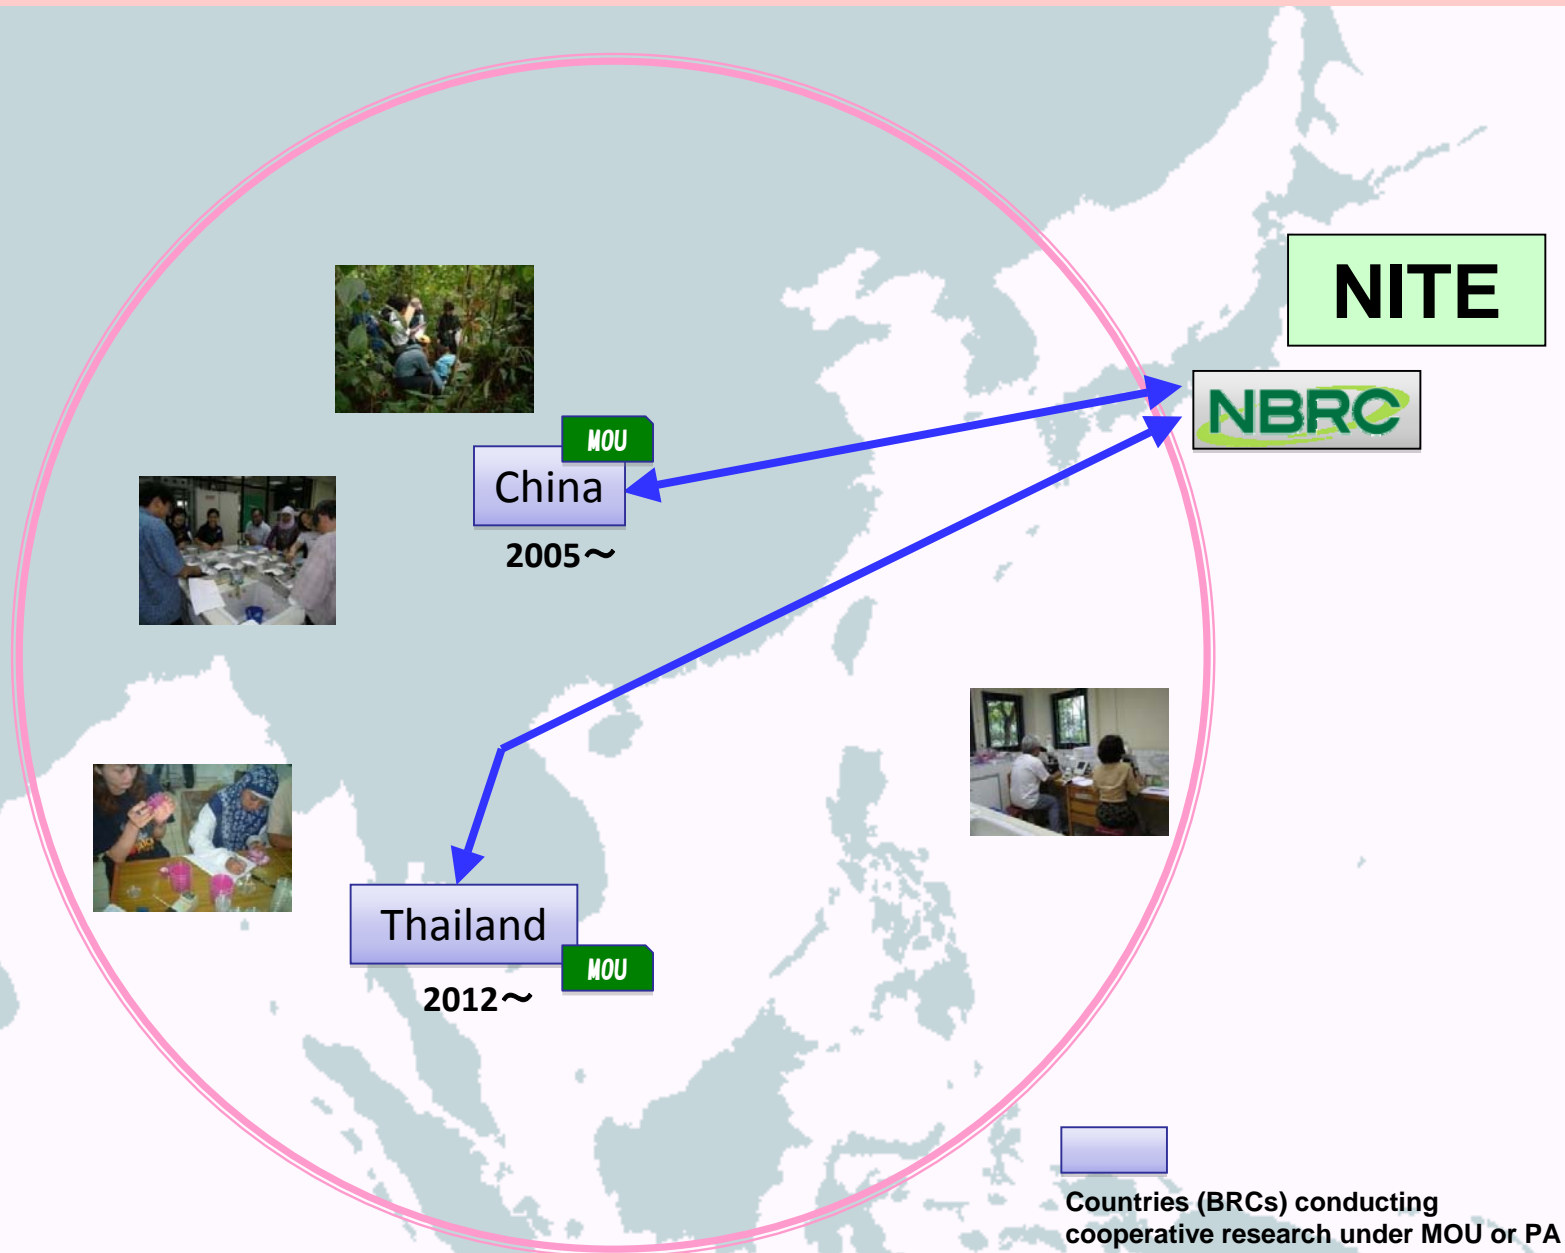 NITE
NBRC
MOU
China
2005～
Thailand
MOU
2012～
Countries (BRCs) conducting
cooperative research under MOU or PA